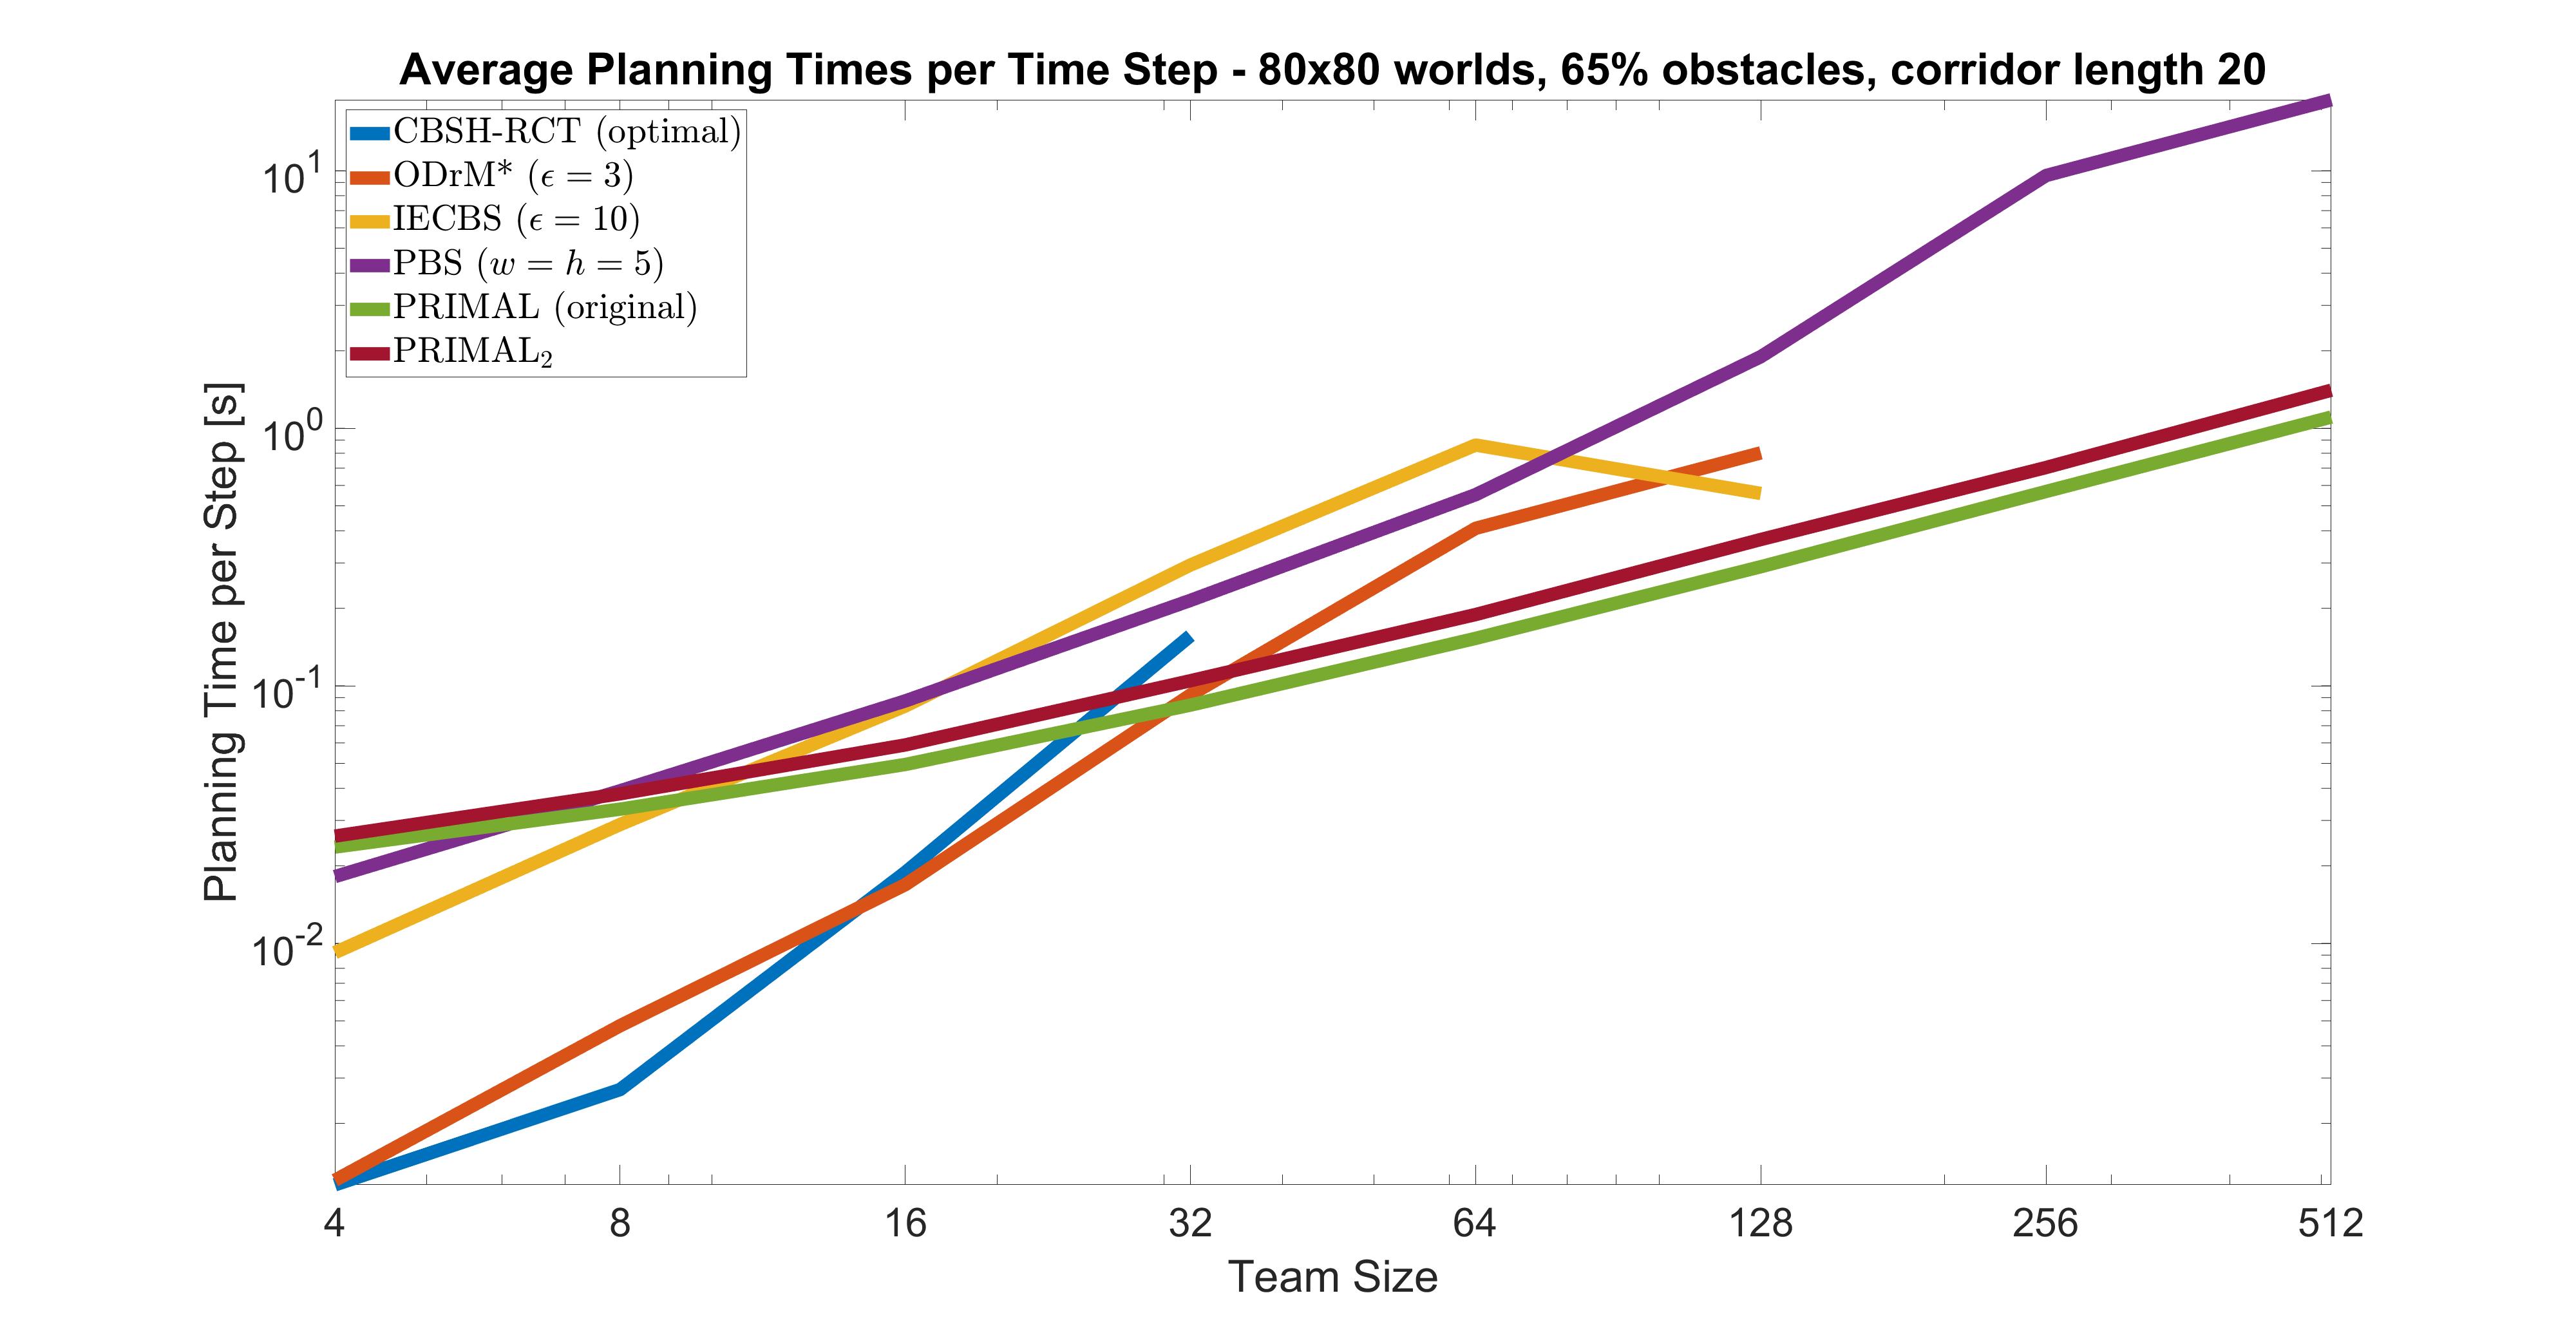 Average Planning Times per Time Step - 80x80 worlds, 65% obstacles, corridor length 20
CBSH-RCT (optimal)
ODrM* (ϵ = 3)
IECBS (ϵ = 10)
PBS (w = h = 5)
PRIMAL (original)
PRIMAL₂
10¹
10⁰
10⁻¹
10⁻²
Planning Time per Step [s]
4 8 16 32 64 128 256 512
Team Size